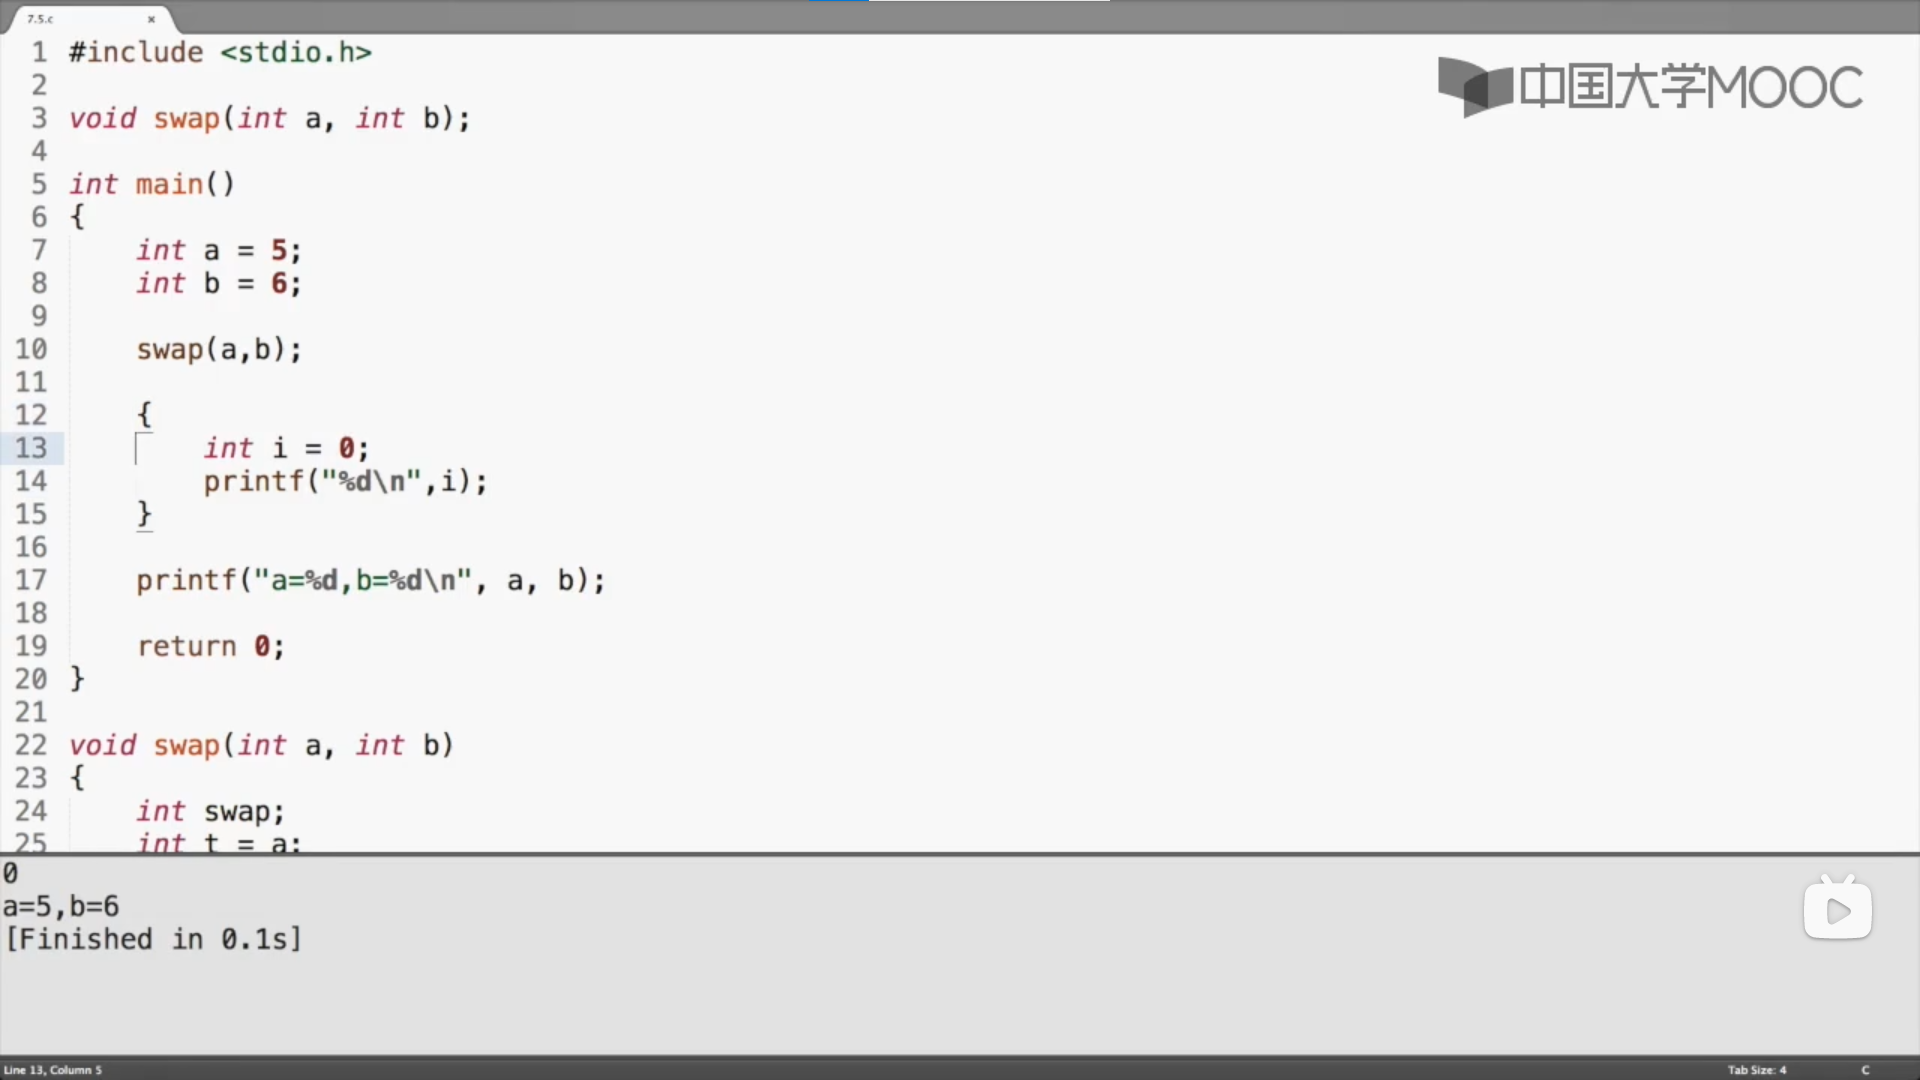 7.5.c ×
1 #include <stdio.h>
2
3 void swap(int a, int b);
4
5 int main()
6 {
7     int a = 5;
8     int b = 6;
9
10     swap(a,b);
11
12     {
13         int i = 0;
14         printf("%d\n",i);
15     }
16
17     printf("a=%d,b=%d\n", a, b);
18
19     return 0;
20 }
21
22 void swap(int a, int b)
23 {
24     int swap;
25     int t = a;
中国大学MOOC
0
a=5,b=6
[Finished in 0.1s]
Line 13, Column 5
Tab Size: 4
C